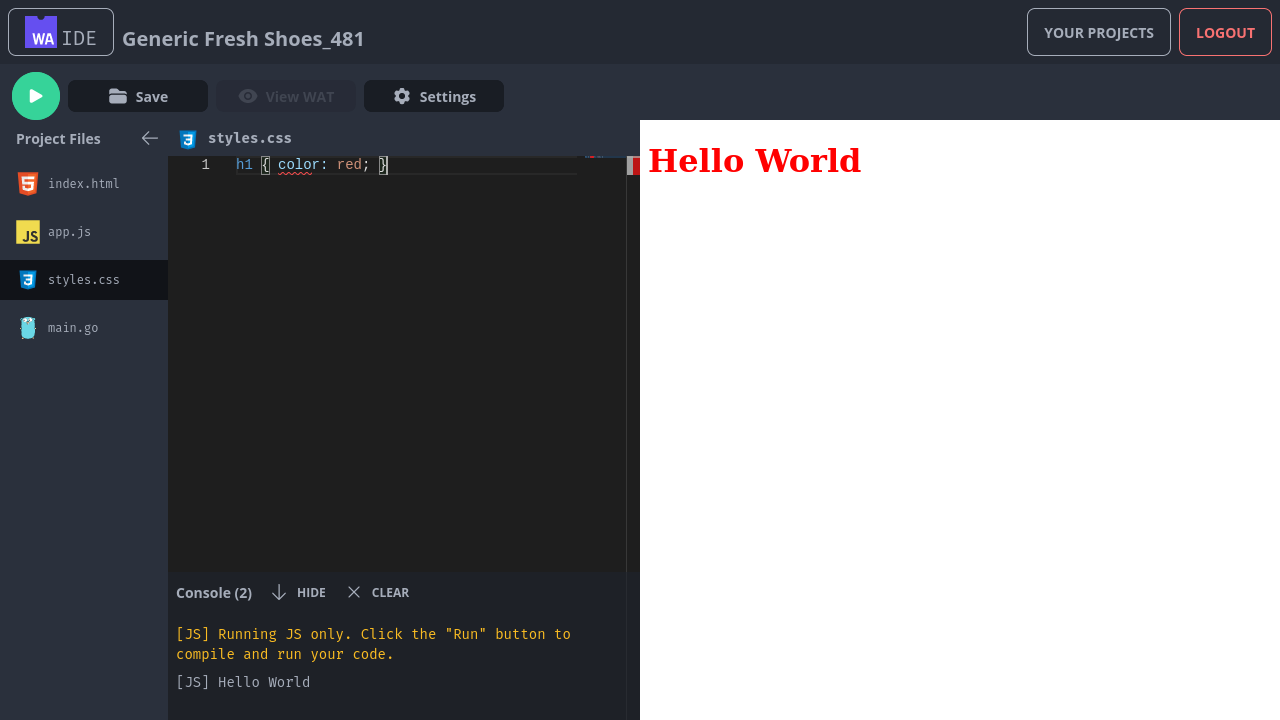 WA IDE
Generic Fresh Shoes_481
YOUR PROJECTS
LOGOUT
Save
View WAT
Settings
Project Files
styles.css
index.html
JS app.js
styles.css
main.go
1 h1 { color: red; }
Hello World
Console (2)
HIDE
CLEAR
[JS] Running JS only. Click the "Run" button to
compile and run your code.
[JS] Hello World